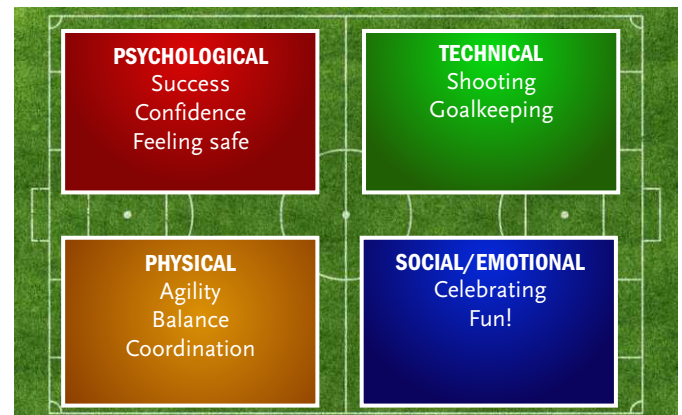 PSYCHOLOGICAL
Success
Confidence
Feeling safe
TECHNICAL
Shooting
Goalkeeping
PHYSICAL
Agility
Balance
Coordination
SOCIAL/EMOTIONAL
Celebrating
Fun!